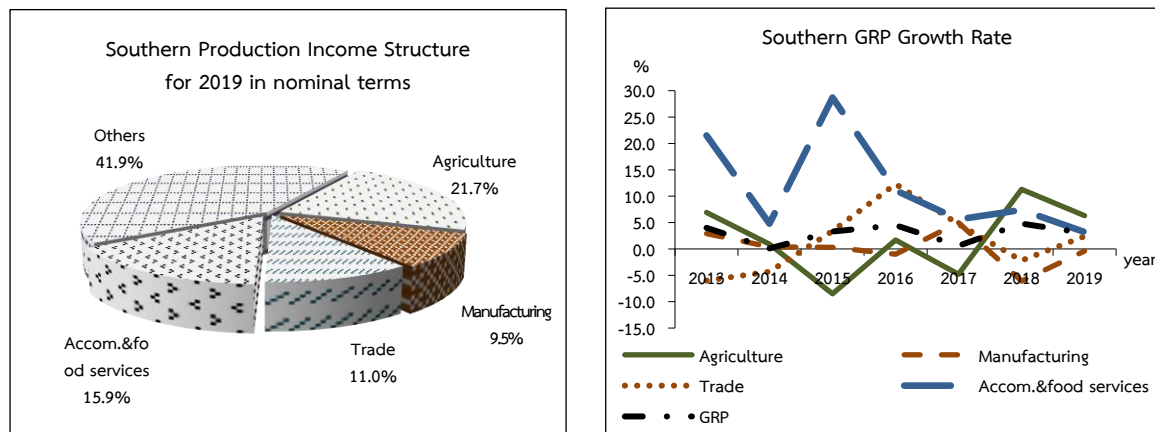 Southern Production Income Structure
for 2019 in nominal terms
Others
41.9%
Agriculture
21.7%
Manufacturing
9.5%
Trade
11.0%
Accom.&fo
od services
15.9%
Southern GRP Growth Rate
%
30.0
25.0
20.0
15.0
10.0
5.0
0.0
-5.0
-10.0
-15.0
2013 2014 2015 2016 2017 2018 2019
year
Agriculture
Manufacturing
Trade
Accom.&food services
GRP